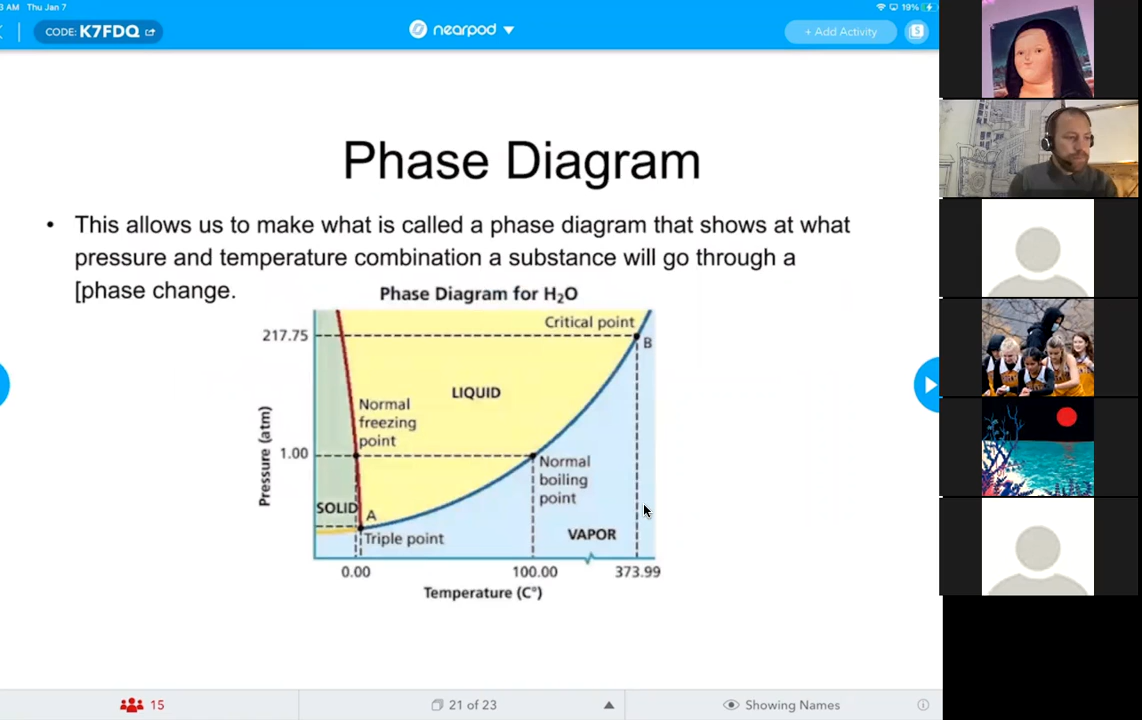 3 AM Thu Jan 7
19%
CODE: K7FDQ
nearpod
+ Add Activity
S
Phase Diagram
• This allows us to make what is called a phase diagram that shows at what
pressure and temperature combination a substance will go through a
[phase change.
Phase Diagram for H₂O
Critical point
217.75
B
LIQUID
Normal
freezing
point
Pressure (atm)
1.00
Normal
boiling
point
SOLID
A
Triple point
VAPOR
0.00
100.00
373.99
Temperature (C°)
15
21 of 23
Showing Names